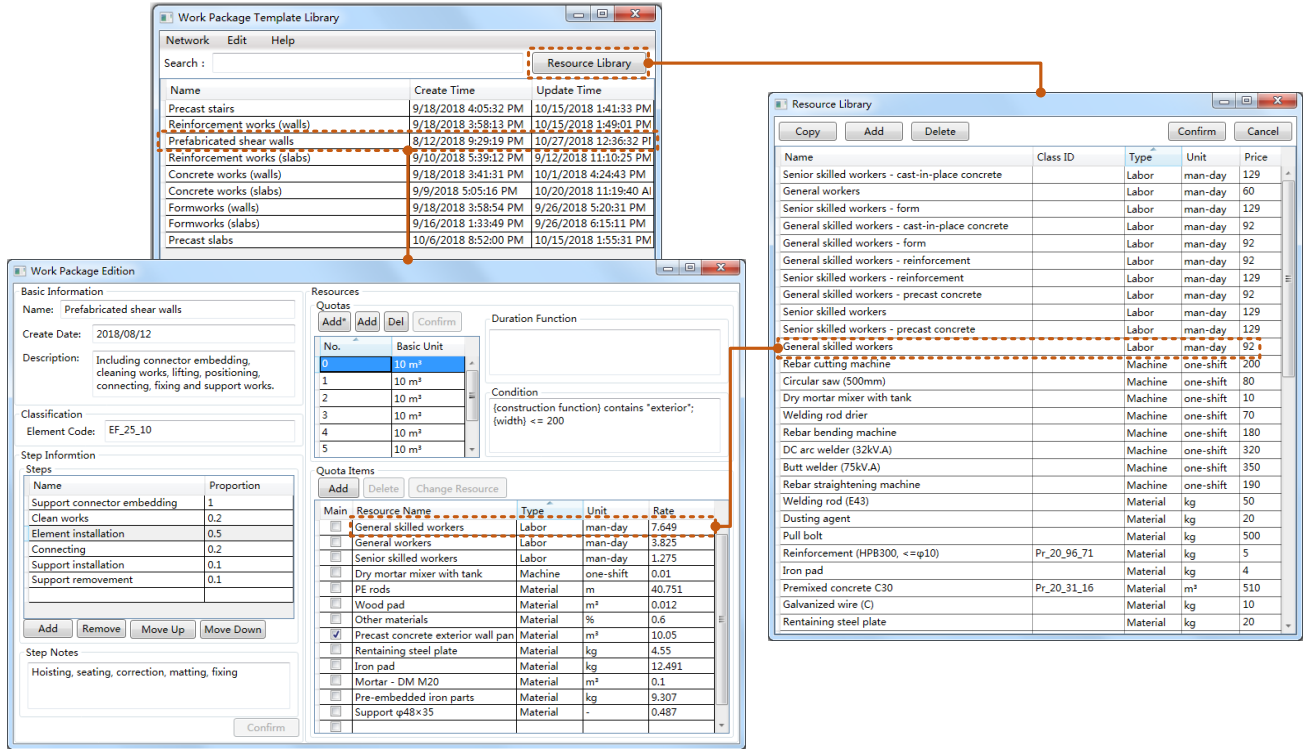 Work Package Template Library
Network Edit Help
Search :
Resource Library
Name Create Time Update Time
Precast stairs 9/18/2018 4:05:32 PM 10/15/2018 1:41:33 PM
Reinforcement works (walls) 9/18/2018 3:58:13 PM 10/15/2018 1:49:01 PM
Prefabricated shear walls 8/12/2018 9:29:19 PM 10/27/2018 12:36:32 PM
Reinforcement works (slabs) 9/10/2018 5:39:12 PM 9/12/2018 11:10:25 PM
Concrete works (walls) 9/18/2018 3:41:31 PM 10/1/2018 4:24:43 PM
Concrete works (slabs) 9/9/2018 5:05:16 PM 10/20/2018 11:19:40 AI
Formworks (walls) 9/18/2018 3:58:54 PM 9/26/2018 5:20:31 PM
Formworks (slabs) 9/16/2018 1:33:49 PM 9/26/2018 6:15:11 PM
Precast slabs 10/6/2018 8:52:00 PM 10/15/2018 1:55:31 PM
Work Package Edition
Basic Information
Name: Prefabricated shear walls
Create Date: 2018/08/12
Description: Including connector embedding,
cleaning works, lifting, positioning,
connecting, fixing and support works.
Classification
Element Code: EF_25_10
Step Informtion
Steps
Name Proportion
Support connector embedding 1
Clean works 0.2
Element installation 0.5
Connecting 0.2
Support installation 0.1
Support removement 0.1
Add Remove Move Up Move Down
Step Notes
Hoisting, seating, correction, matting, fixing
Confirm
Resources
Quotas
Add* Add Del Confirm
No. Basic Unit
0 10 m³
1 10 m³
2 10 m³
3 10 m³
4 10 m³
5 10 m³
Duration Function
Condition
{construction function} contains "exterior";
{width} <= 200
Quota Items
Add Delete Change Resource
Main Resource Name Type Unit Rate
General skilled workers Labor man-day 7.649
General workers Labor man-day 3.825
Senior skilled workers Labor man-day 1.275
Dry mortar mixer with tank Machine one-shift 0.01
PE rods Material m 40.751
Wood pad Material m³ 0.012
Other materials Material % 0.6
Precast concrete exterior wall pan Material m³ 10.05
Rentaining steel plate Material kg 4.55
Iron pad Material kg 12.491
Mortar - DM M20 Material m³ 0.1
Pre-embedded iron parts Material kg 9.307
Support φ48×35 Material - 0.487
Resource Library
Copy Add Delete Confirm Cancel
Name Class ID Type Unit Price
Senior skilled workers - cast-in-place concrete Labor man-day 129
General workers Labor man-day 60
Senior skilled workers - form Labor man-day 129
General skilled workers - cast-in-place concrete Labor man-day 92
General skilled workers - form Labor man-day 92
General skilled workers - reinforcement Labor man-day 92
Senior skilled workers - reinforcement Labor man-day 129
General skilled workers - precast concrete Labor man-day 92
Senior skilled workers Labor man-day 129
Senior skilled workers - precast concrete Labor man-day 129
General skilled workers Labor man-day 92
Rebar cutting machine Machine one-shift 200
Circular saw (500mm) Machine one-shift 80
Dry mortar mixer with tank Machine one-shift 10
Welding rod drier Machine one-shift 70
Rebar bending machine Machine one-shift 180
DC arc welder (32kV.A) Machine one-shift 320
Butt welder (75kV.A) Machine one-shift 350
Rebar straightening machine Machine one-shift 190
Welding rod (E43) Material kg 50
Dusting agent Material kg 20
Pull bolt Material kg 500
Reinforcement (HPB300, <=φ10) Pr_20_96_71 Material kg 5
Iron pad Material kg 4
Premixed concrete C30 Pr_20_31_16 Material m³ 510
Galvanized wire (C) Material kg 10
Rentaining steel plate Material kg 20